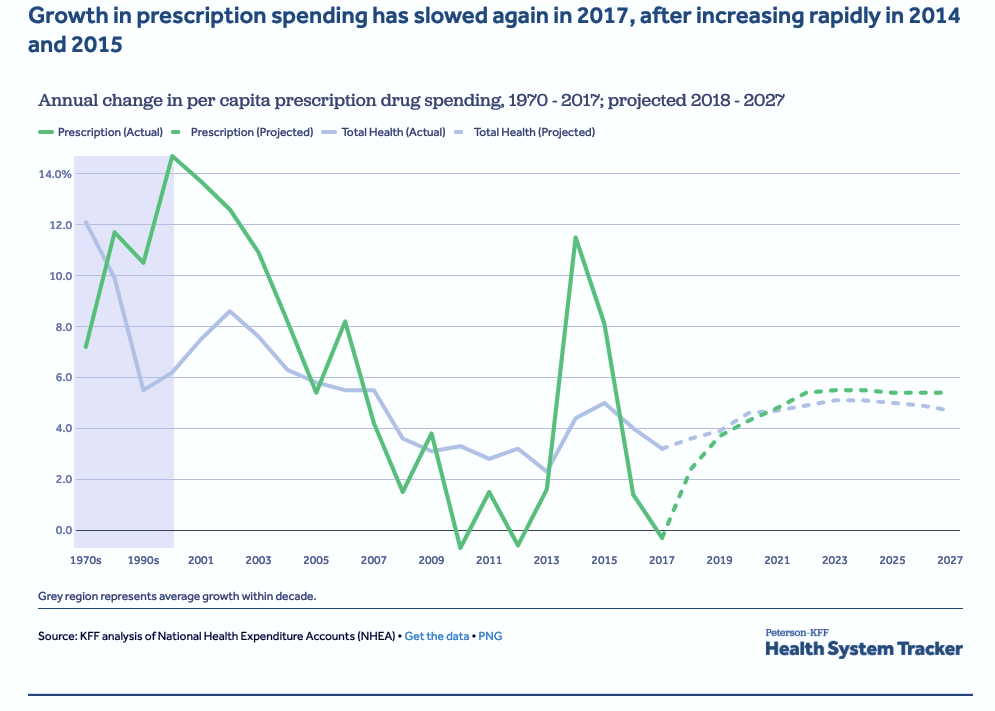 Growth in prescription spending has slowed again in 2017, after increasing rapidly in 2014
and 2015
Annual change in per capita prescription drug spending, 1970 - 2017; projected 2018 - 2027
Prescription (Actual) Prescription (Projected) Total Health (Actual) Total Health (Projected)
14.0%
12.0
10.0
8.0
6.0
4.0
2.0
0.0
1970s 1990s 2001 2003 2005 2007 2009 2011 2013 2015 2017 2019 2021 2023 2025 2027
Grey region represents average growth within decade.
Source: KFF analysis of National Health Expenditure Accounts (NHEA) • Get the data • PNG
Peterson-KFF
Health System Tracker